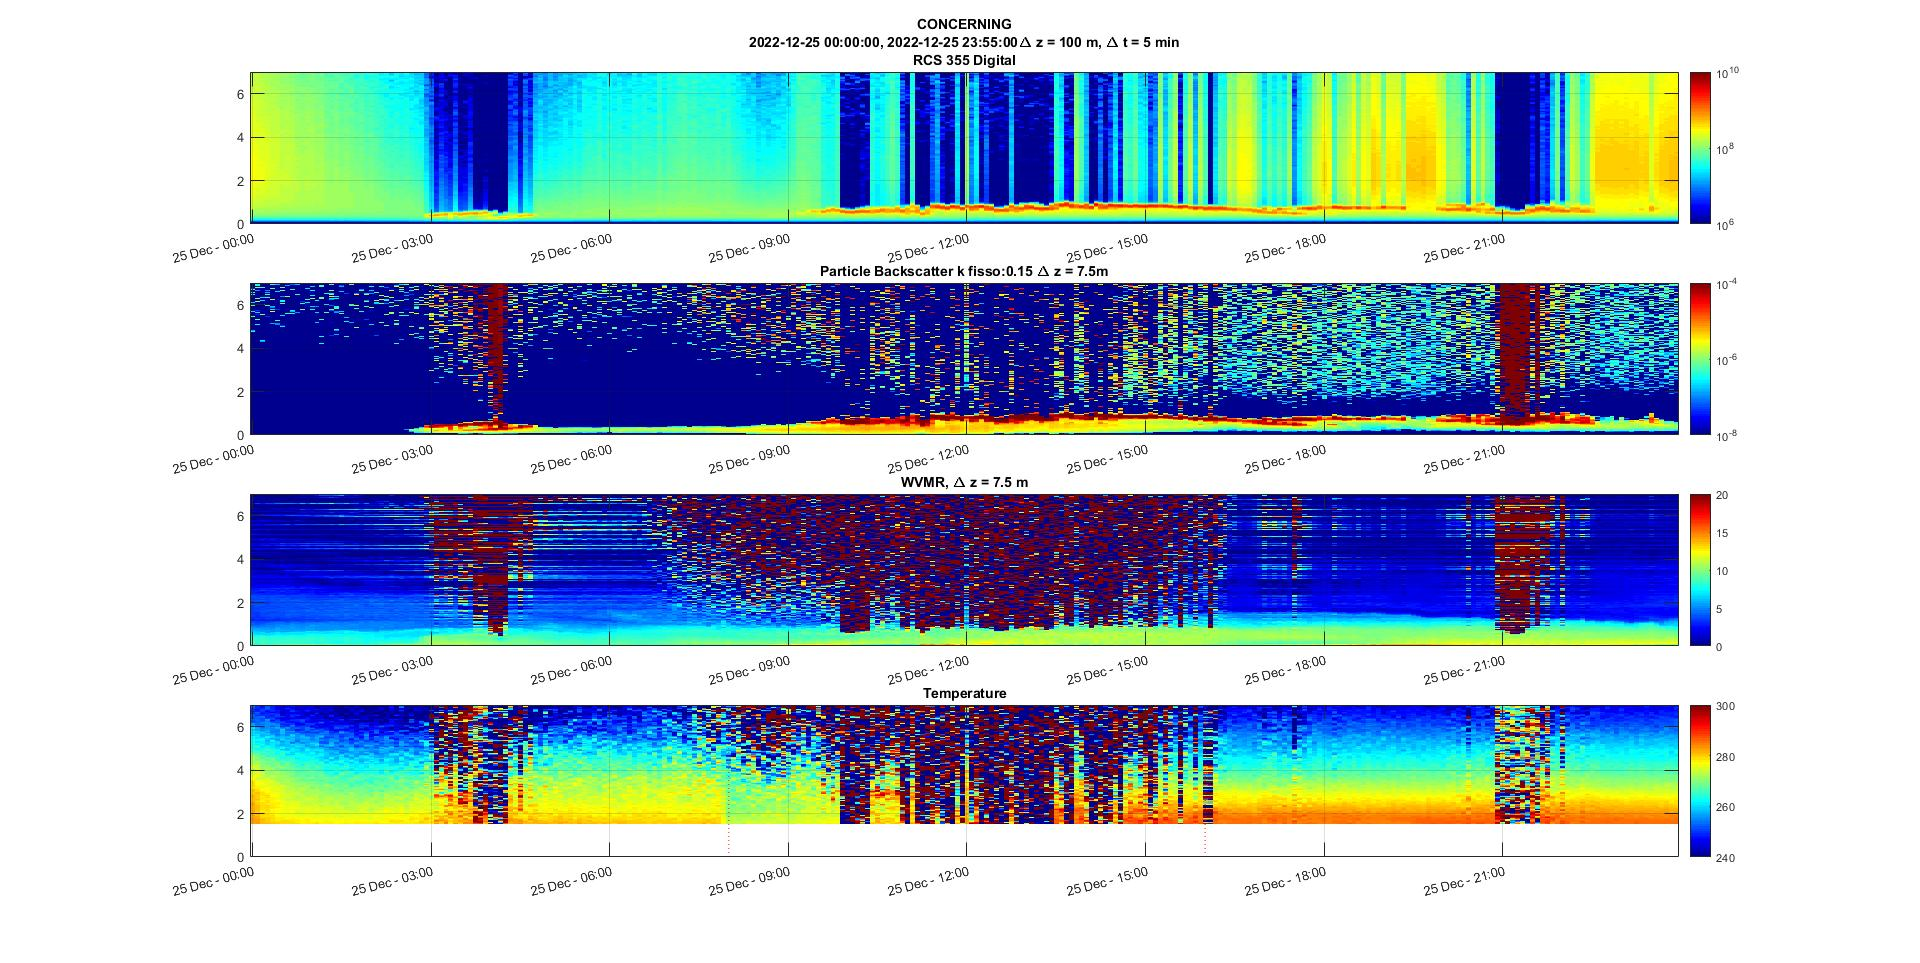 CONCERNING
2022-12-25 00:00:00, 2022-12-25 23:55:00Δ z = 100 m, Δ t = 5 min
RCS 355 Digital
6
4
2
0
25 Dec - 00:00
25 Dec - 03:00
25 Dec - 06:00
25 Dec - 09:00
25 Dec - 12:00
25 Dec - 15:00
25 Dec - 18:00
25 Dec - 21:00
10^10
10^8
10^6
Particle Backscatter k fisso:0.15 Δ z = 7.5m
6
4
2
0
25 Dec - 00:00
25 Dec - 03:00
25 Dec - 06:00
25 Dec - 09:00
25 Dec - 12:00
25 Dec - 15:00
25 Dec - 18:00
25 Dec - 21:00
10^-4
10^-6
10^-8
WVMR, Δ z = 7.5 m
6
4
2
0
25 Dec - 00:00
25 Dec - 03:00
25 Dec - 06:00
25 Dec - 09:00
25 Dec - 12:00
25 Dec - 15:00
25 Dec - 18:00
25 Dec - 21:00
20
15
10
5
0
Temperature
6
4
2
0
25 Dec - 00:00
25 Dec - 03:00
25 Dec - 06:00
25 Dec - 09:00
25 Dec - 12:00
25 Dec - 15:00
25 Dec - 18:00
25 Dec - 21:00
300
280
260
240